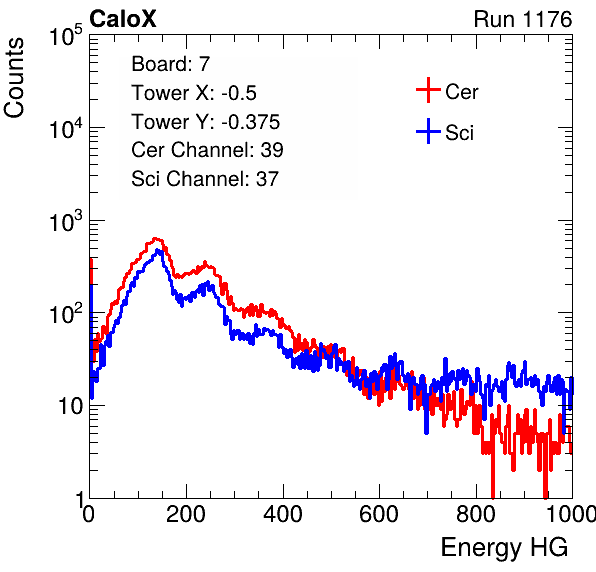 CaloX Run 1176
Counts
10^5
10^4
10^3
10^2
10
1
Board: 7
Tower X: -0.5
Tower Y: -0.375
Cer Channel: 39
Sci Channel: 37
Cer
Sci
0 200 400 600 800 1000
Energy HG